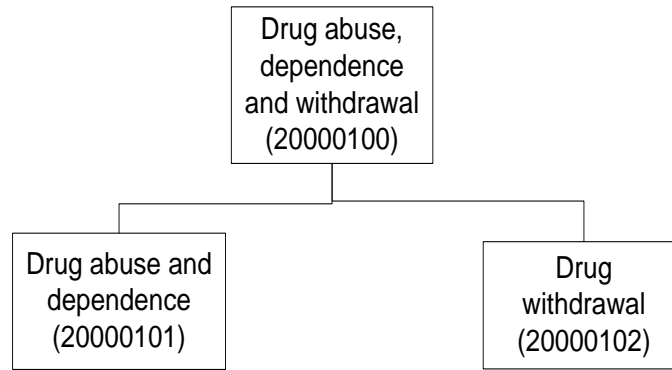 Drug abuse,
dependence
and withdrawal
(20000100)
Drug abuse and
dependence
(20000101)
Drug
withdrawal
(20000102)